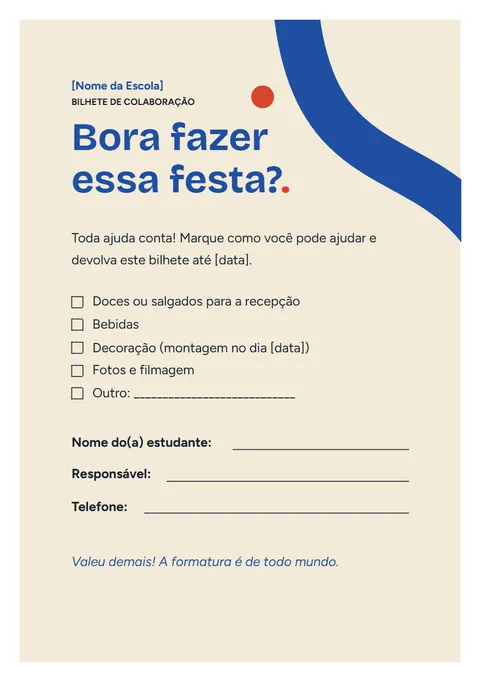 [Nome da Escola]
BILHETE DE COLABORAÇÃO
Bora fazer
essa festa?.
Toda ajuda conta! Marque como você pode ajudar e
devolva este bilhete até [data].
Doces ou salgados para a recepção
Bebidas
Decoração (montagem no dia [data])
Fotos e filmagem
Outro: ____________________________
Nome do(a) estudante:
Responsável:
Telefone:
Valeu demais! A formatura é de todo mundo.